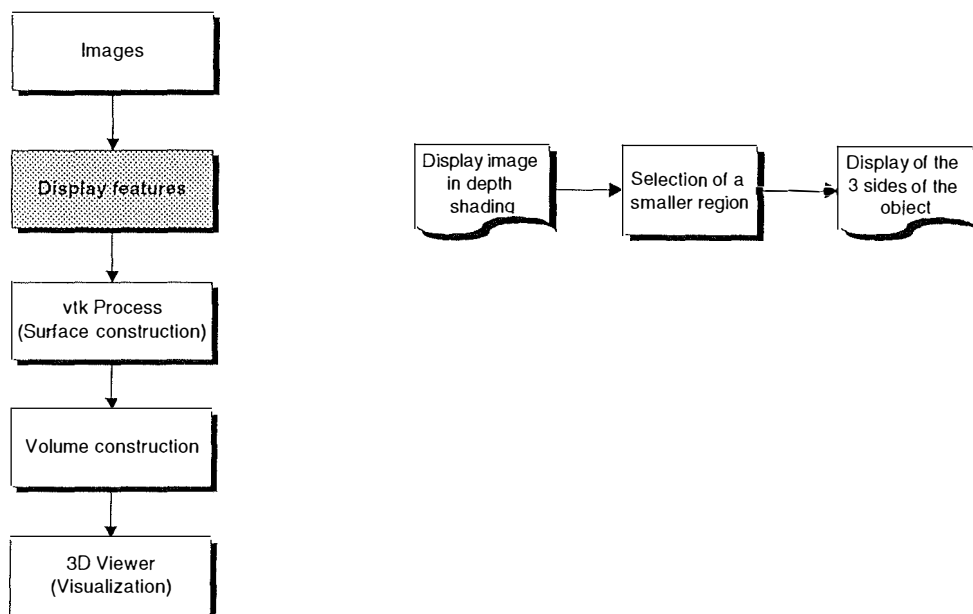 Images
Display features
vtk Process
(Surface construction)
Volume construction
3D Viewer
(Visualization)
Display image
in depth
shading
Selection of a
smaller region
Display of the
3 sides of the
object